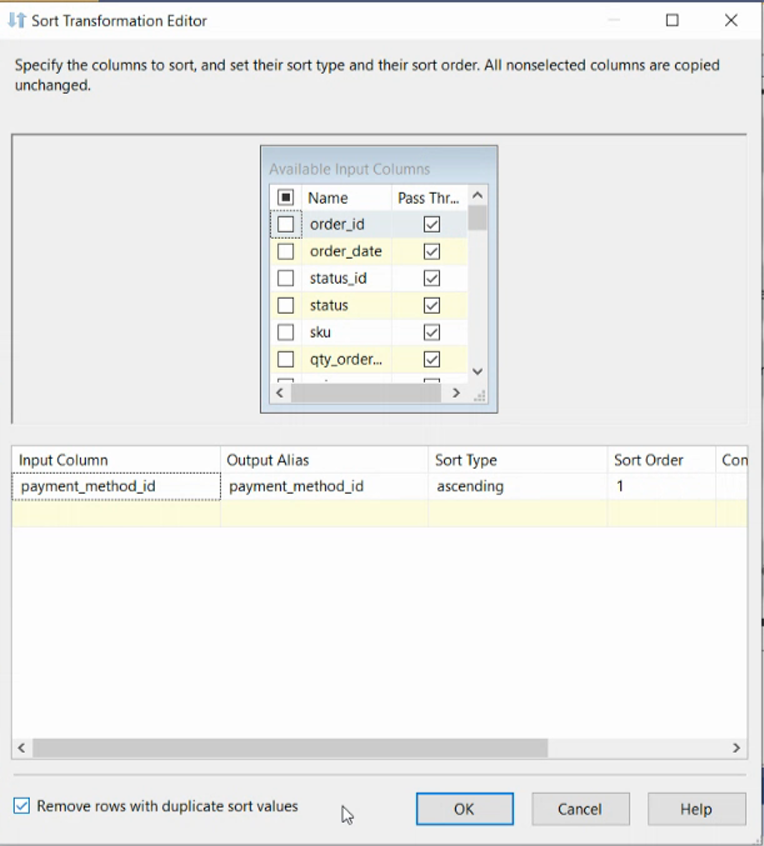 Sort Transformation Editor
Specify the columns to sort, and set their sort type and their sort order. All nonselected columns are copied
unchanged.
Available Input Columns
Name Pass Thr...
order_id
order_date
status_id
status
sku
qty_order...
Input Column Output Alias Sort Type Sort Order Con
payment_method_id payment_method_id ascending 1
Remove rows with duplicate sort values OK Cancel Help